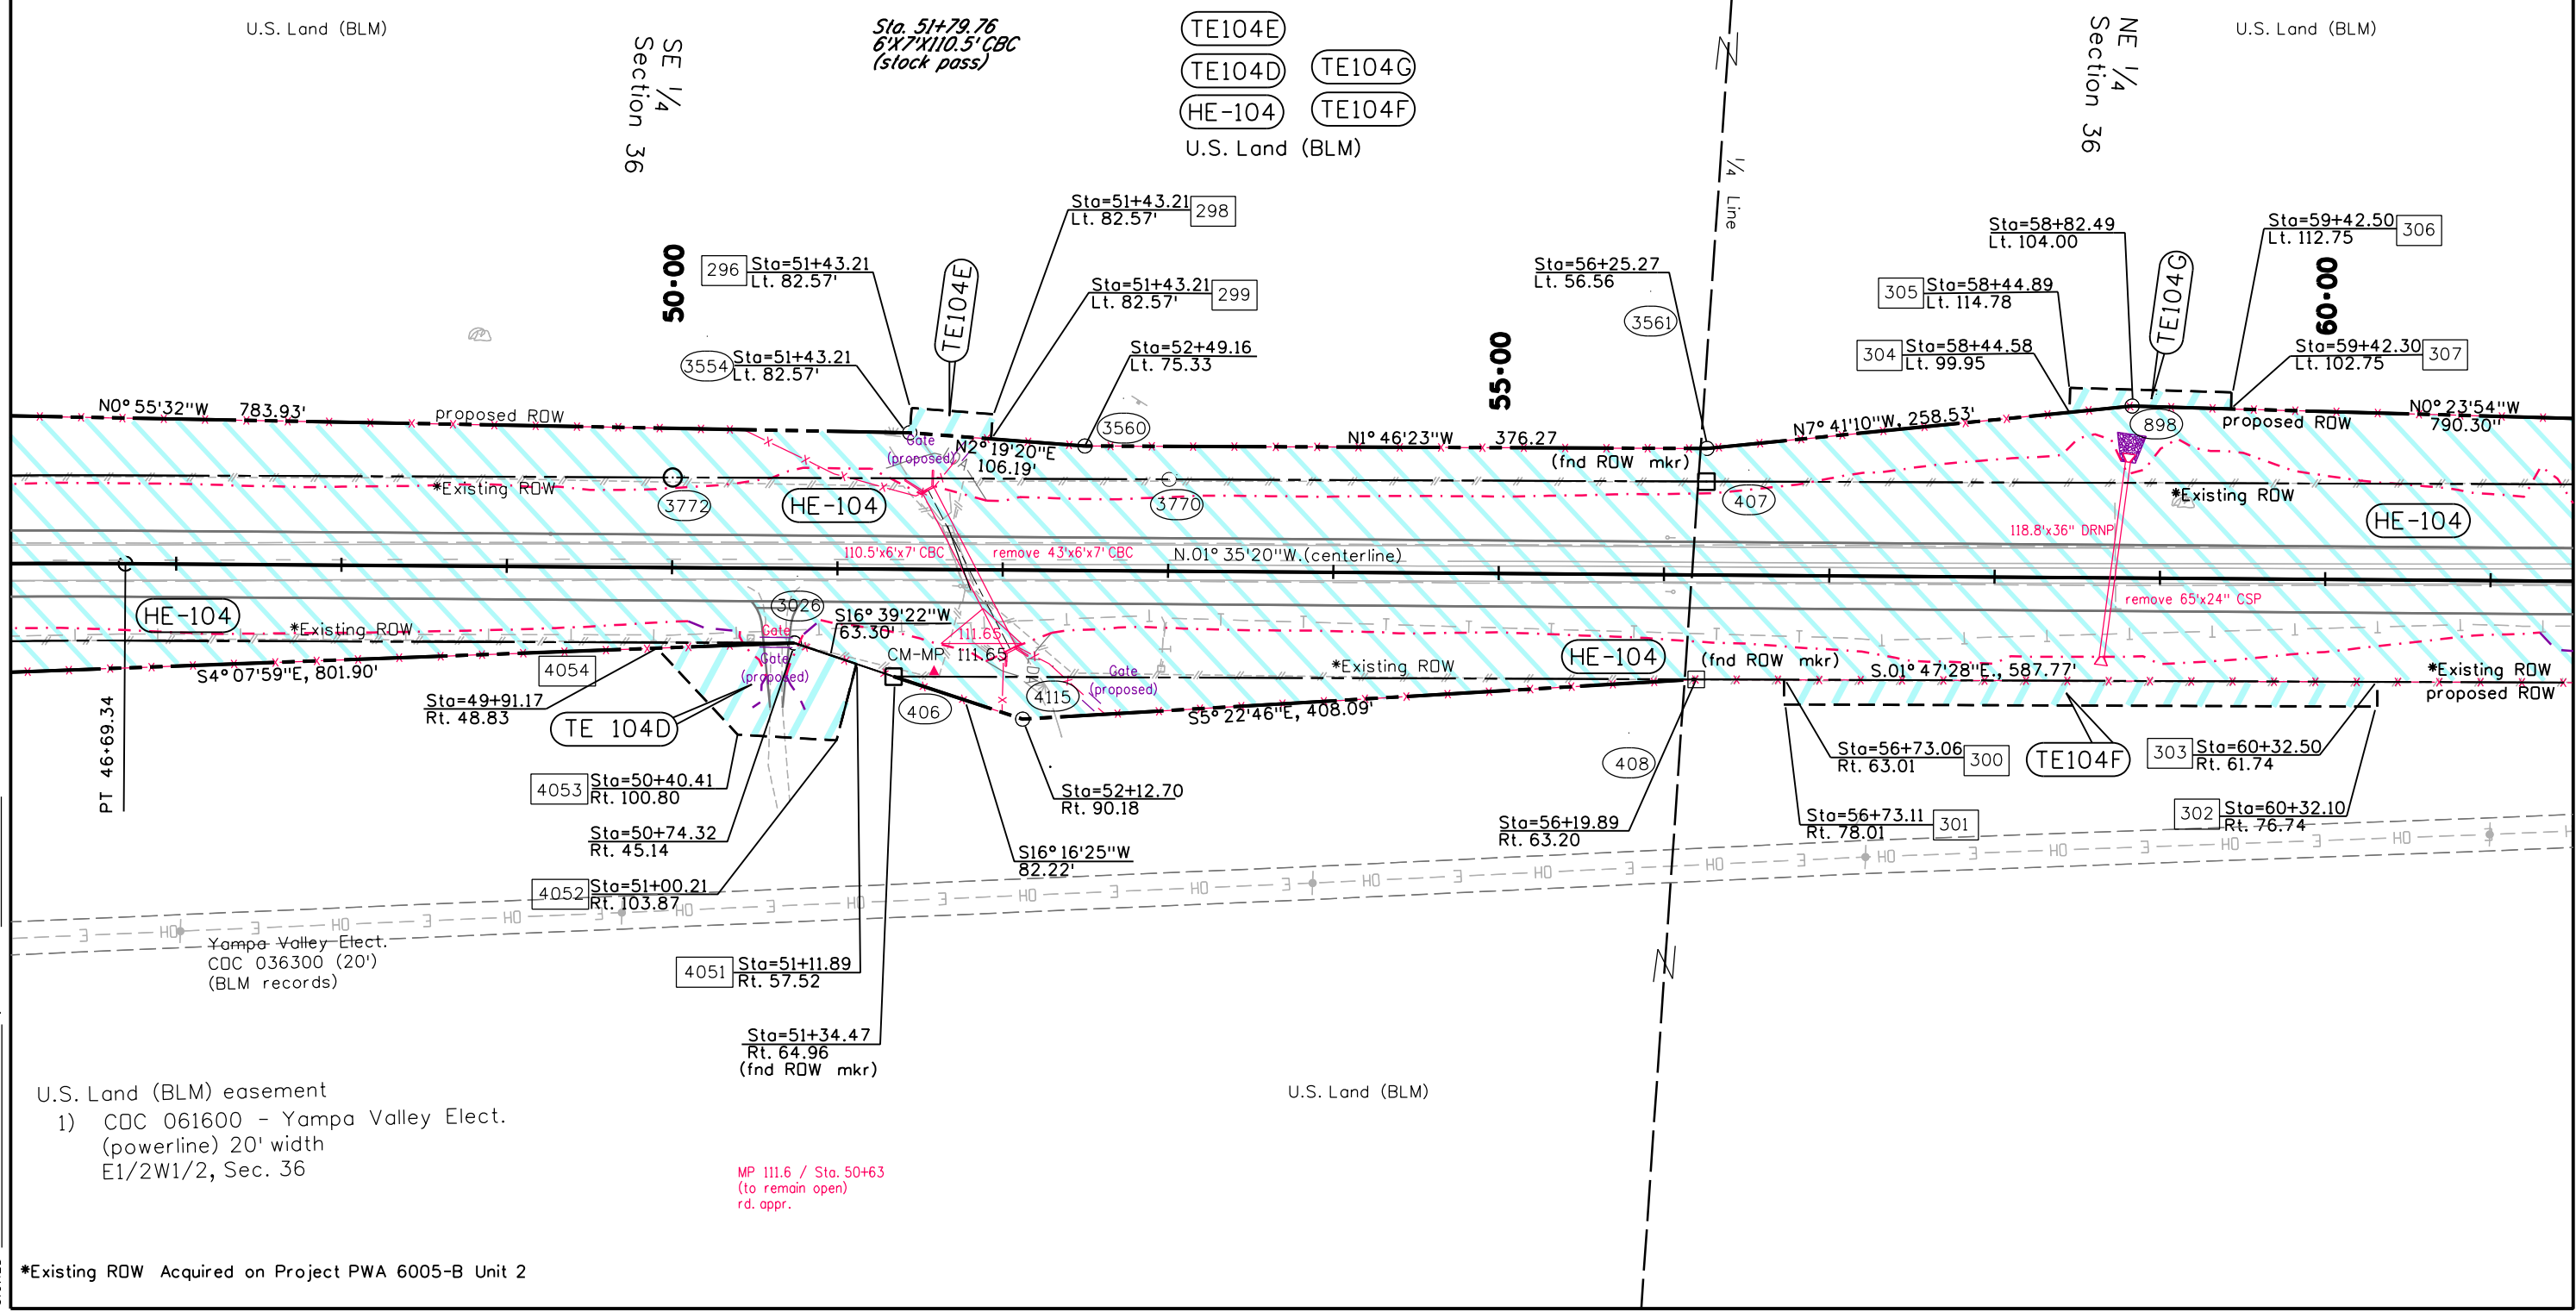 U.S. Land (BLM)
SE 1/4
Section 36
Sta. 51+79.76
6'X7'X110.5' CBC
(stock pass)
TE104E
TE104D
TE104G
HE-104
TE104F
U.S. Land (BLM)
1/4 Line
NE 1/4
Section 36
U.S. Land (BLM)
50+00
55+00
60+00
296
Sta=51+43.21
Lt. 82.57'
Sta=51+43.21
Lt. 82.57'
298
Sta=51+43.21
Lt. 82.57'
299
3554
Sta=51+43.21
Lt. 82.57'
TE104E
Sta=52+49.16
Lt. 75.33
3560
Sta=56+25.27
Lt. 56.56
3561
Sta=58+82.49
Lt. 104.00
305
Sta=58+44.89
Lt. 114.78
304
Sta=58+44.58
Lt. 99.95
TE104G
Sta=59+42.50
Lt. 112.75
306
Sta=59+42.30
Lt. 102.75
307
N0° 55'32"W 783.93'
proposed ROW
Gate
(proposed)
N2° 19'20"E
106.19'
N1° 46'23"W 376.27
(fnd ROW mkr)
N7° 41'10"W, 258.53'
898
proposed ROW
N0° 23'54"W
790.30'
*Existing ROW
3772
HE-104
3770
407
*Existing ROW
HE-104
118.8'x36" DRNP
110.5'x6'x7' CBC
remove 43'x6'x7' CBC
N.01° 35'20"W.(centerline)
remove 65'x24" CSP
HE-104
*Existing ROW
3026
S16° 39'22"W
63.30'
Gate
Gate
(proposed)
111.65
CM-MP 111.65
Gate
(proposed)
4115
*Existing ROW
HE-104
(fnd ROW mkr)
S.01° 47'28"E., 587.77'
*Existing ROW
proposed ROW
S4° 07'59"E, 801.90'
4054
Sta=49+91.17
Rt. 48.83
TE 104D
406
S5° 22'46"E, 408.09'
PT 46+69.34
4053
Sta=50+40.41
Rt. 100.80
Sta=50+74.32
Rt. 45.14
4052
Sta=51+00.21
Rt. 103.87
Sta=52+12.70
Rt. 90.18
S16° 16'25"W
82.22'
408
Sta=56+19.89
Rt. 63.20
Sta=56+73.06
Rt. 63.01
300
Sta=56+73.11
Rt. 78.01
301
TE104F
303
Sta=60+32.50
Rt. 61.74
302
Sta=60+32.10
Rt. 76.74
E OH E OH E OH E OH E OH E OH E OH E OH E OH E OH E OH E OH E OH E OH E
Yampa Valley Elect.
COC 036300 (20')
(BLM records)
4051
Sta=51+11.89
Rt. 57.52
Sta=51+34.47
Rt. 64.96
(fnd ROW mkr)
U.S. Land (BLM)
U.S. Land (BLM) easement
1) COC 061600 - Yampa Valley Elect.
(powerline) 20' width
E1/2W1/2, Sec. 36
MP 111.6 / Sta. 50+63
(to remain open)
rd. appr.
*Existing ROW Acquired on Project PWA 6005-B Unit 2